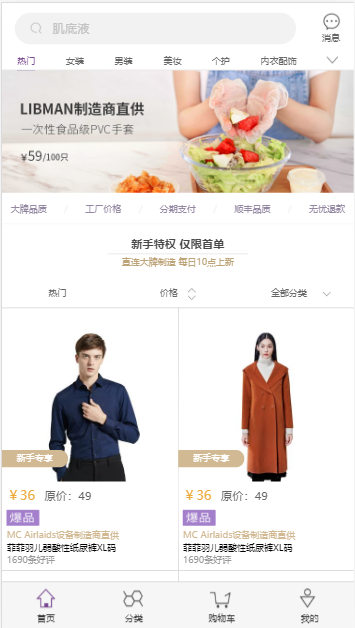 肌底液
消息
热门 女装 男装 美妆 个护 内衣配饰
LIBMAN制造商直供
一次性食品级PVC手套
¥59/100只
大牌品质 / 工厂价格 / 分期支付 / 顺丰品质 / 无忧退款
新手特权 仅限首单
直连大牌制造 每日10点上新
热门 价格 全部分类
新手专享 新手专享
¥36 原价：49 ¥36 原价：49
爆品 爆品
MC Airlaids设备制造商直供 MC Airlaids设备制造商直供
菲菲羽儿弱酸性纸尿裤XL码 菲菲羽儿弱酸性纸尿裤XL码
1690条好评 1690条好评
首页 分类 购物车 我的